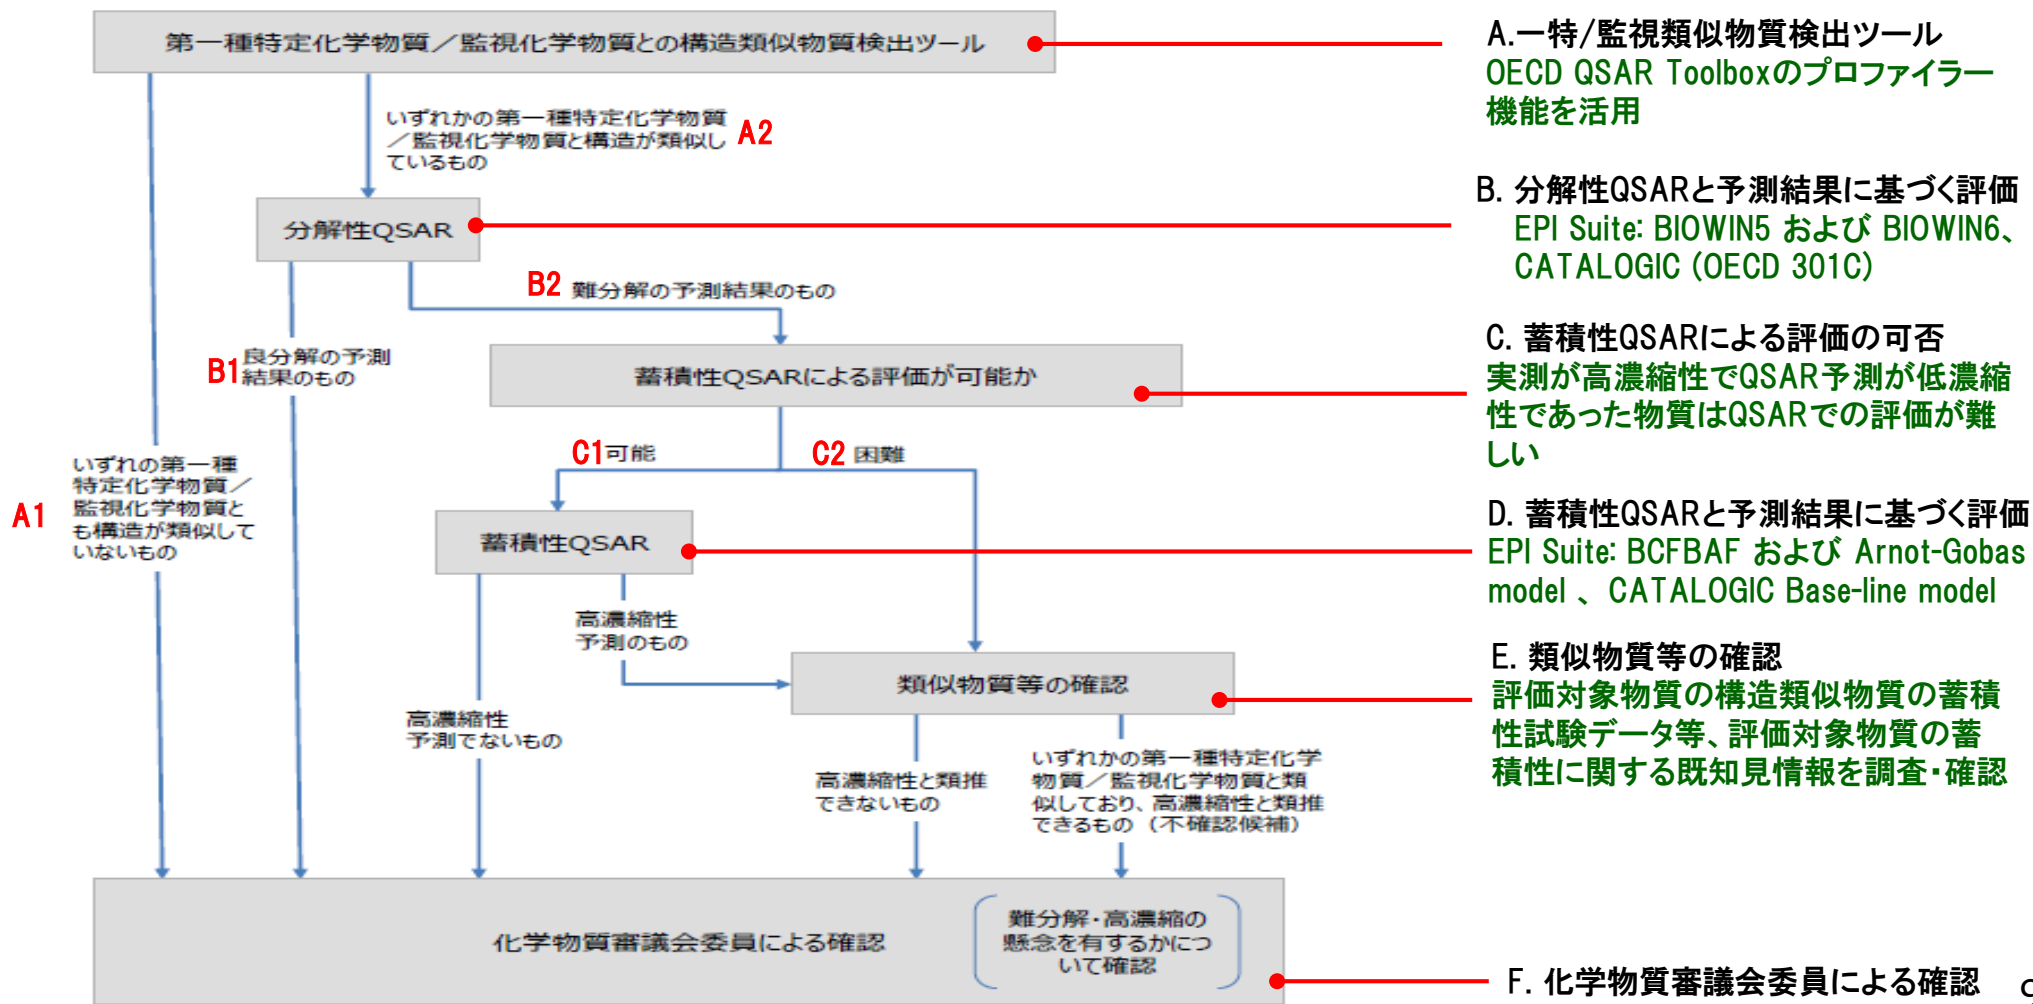 第一種特定化学物質／監視化学物質との構造類似物質検出ツール
いずれかの第一種特定化学物質
／監視化学物質と構造が類似し
ているもの
A2
分解性QSAR
B2 難分解の予測結果のもの
B1
良分解の予測
結果のもの
蓄積性QSARによる評価が可能か
C1可能
C2 困難
A1
いずれの第一種
特定化学物質／
監視化学物質と
も構造が類似して
いないもの
蓄積性QSAR
高濃縮性
予測のもの
類似物質等の確認
高濃縮性
予測でないもの
高濃縮性と類推
できないもの
いずれかの第一種特定化学
物質／監視化学物質と類
似しており、高濃縮性と類推
できるもの（不確認候補）
化学物質審議会委員による確認
難分解・高濃縮の
懸念を有するかにつ
いて確認
A.一特/監視類似物質検出ツール
OECD QSAR Toolboxのプロファイラー
機能を活用
B. 分解性QSARと予測結果に基づく評価
EPI Suite: BIOWIN5 および BIOWIN6、
CATALOGIC (OECD 301C)
C. 蓄積性QSARによる評価の可否
実測が高濃縮性でQSAR予測が低濃縮
性であった物質はQSARでの評価が難
しい
D. 蓄積性QSARと予測結果に基づく評価
EPI Suite: BCFBAF および Arnot-Gobas
model 、 CATALOGIC Base-line model
E. 類似物質等の確認
評価対象物質の構造類似物質の蓄積
性試験データ等、評価対象物質の蓄
積性に関する既知見情報を調査・確認
F. 化学物質審議会委員による確認